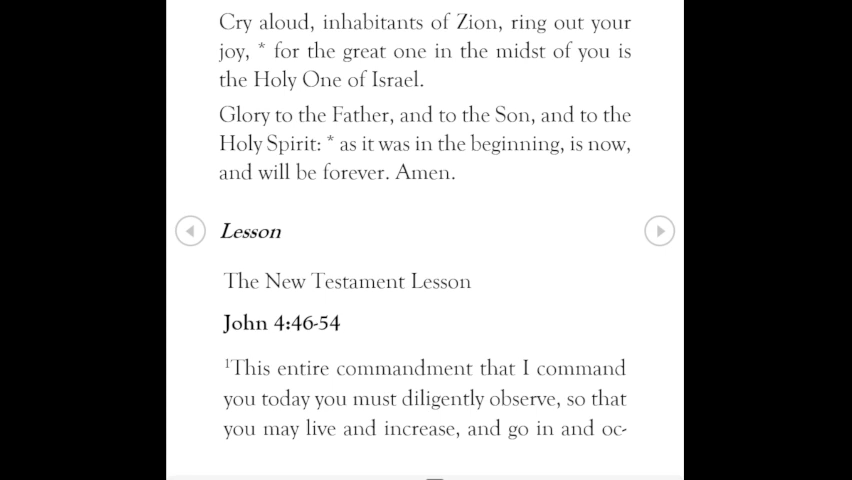 Cry aloud, inhabitants of Zion, ring out your
joy, * for the great one in the midst of you is
the Holy One of Israel.
Glory to the Father, and to the Son, and to the
Holy Spirit: * as it was in the beginning, is now,
and will be forever. Amen.
Lesson
The New Testament Lesson
John 4:46-54
¹This entire commandment that I command
you today you must diligently observe, so that
you may live and increase, and go in and oc-